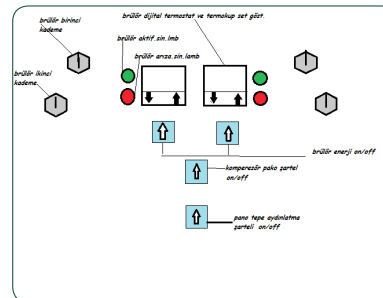 brülör birinci
kademe
brülör dijital termostat ve termokup set göst.
brülör aktif.sin.lmb
brülör arıza.sin.lamb
brülör ikinci
kademe
brülör enerji on/off
komperesör pako şartel
on/off
pano tepe aydınlatma
şarteli on/off